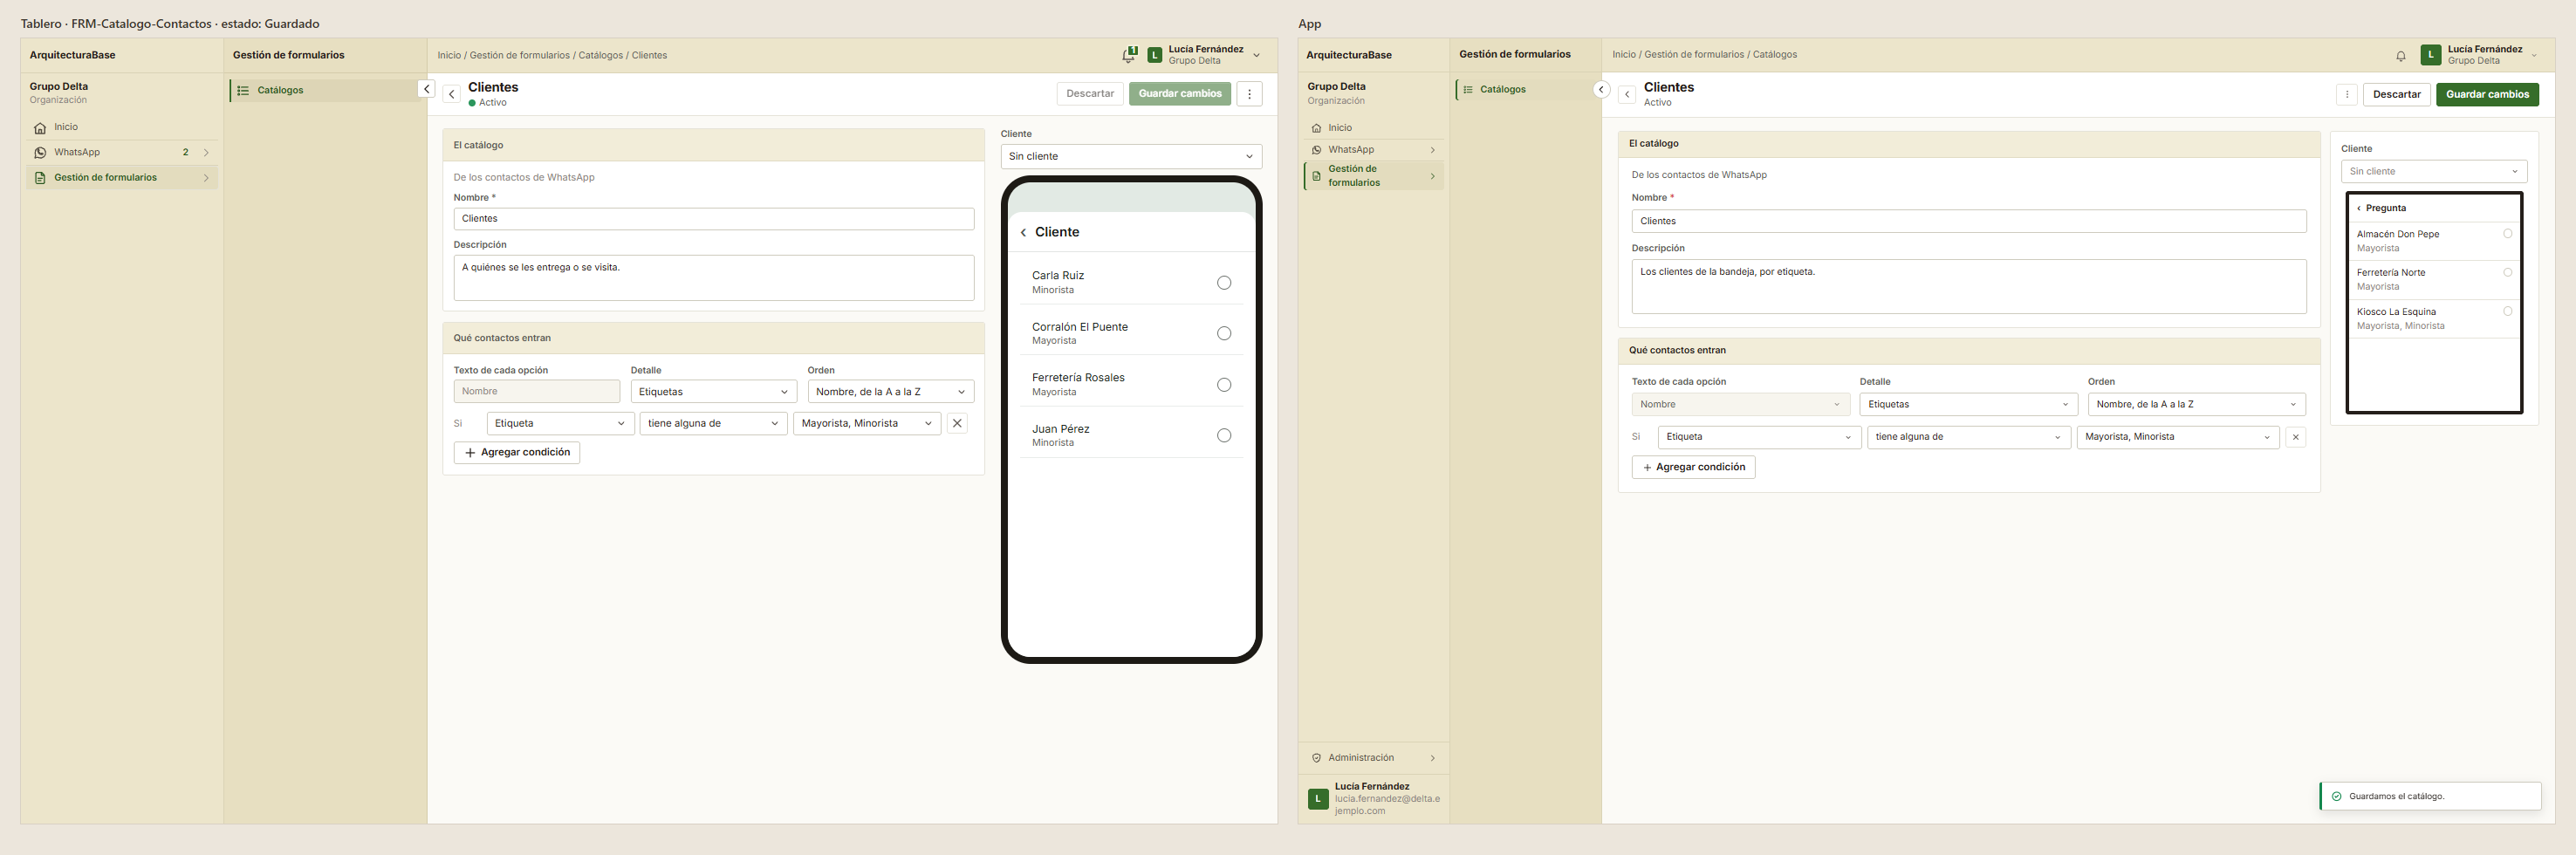 Tablero · FRM-Catalogo-Contactos · estado: Guardado
ArquitecturaBase
Grupo Delta
Organización
Inicio
WhatsApp 2
Gestión de formularios
Gestión de formularios
Catálogos
Inicio / Gestión de formularios / Catálogos / Clientes
1
L
Lucía Fernández
Grupo Delta
Clientes
Activo
Descartar
Guardar cambios
El catálogo
De los contactos de WhatsApp
Nombre *
Clientes
Descripción
A quiénes se les entrega o se visita.
Qué contactos entran
Texto de cada opción Detalle Orden
Nombre Etiquetas Nombre, de la A a la Z
Si Etiqueta tiene alguna de Mayorista, Minorista
Agregar condición
Cliente
Sin cliente
Cliente
Carla Ruiz
Minorista
Corralón El Puente
Mayorista
Ferretería Rosales
Mayorista
Juan Pérez
Minorista
App
ArquitecturaBase
Grupo Delta
Organización
Inicio
WhatsApp
Gestión de
formularios
Administración
L
Lucía Fernández
lucia.fernandez@delta.e
jemplo.com
Gestión de formularios
Catálogos
Inicio / Gestión de formularios / Catálogos
L
Lucía Fernández
Grupo Delta
Clientes
Activo
Descartar
Guardar cambios
El catálogo
De los contactos de WhatsApp
Nombre *
Clientes
Descripción
Los clientes de la bandeja, por etiqueta.
Qué contactos entran
Texto de cada opción Detalle Orden
Nombre Etiquetas Nombre, de la A a la Z
Si Etiqueta tiene alguna de Mayorista, Minorista
Agregar condición
Cliente
Sin cliente
Pregunta
Almacén Don Pepe
Mayorista
Ferretería Norte
Mayorista
Kiosco La Esquina
Mayorista, Minorista
Guardamos el catálogo.